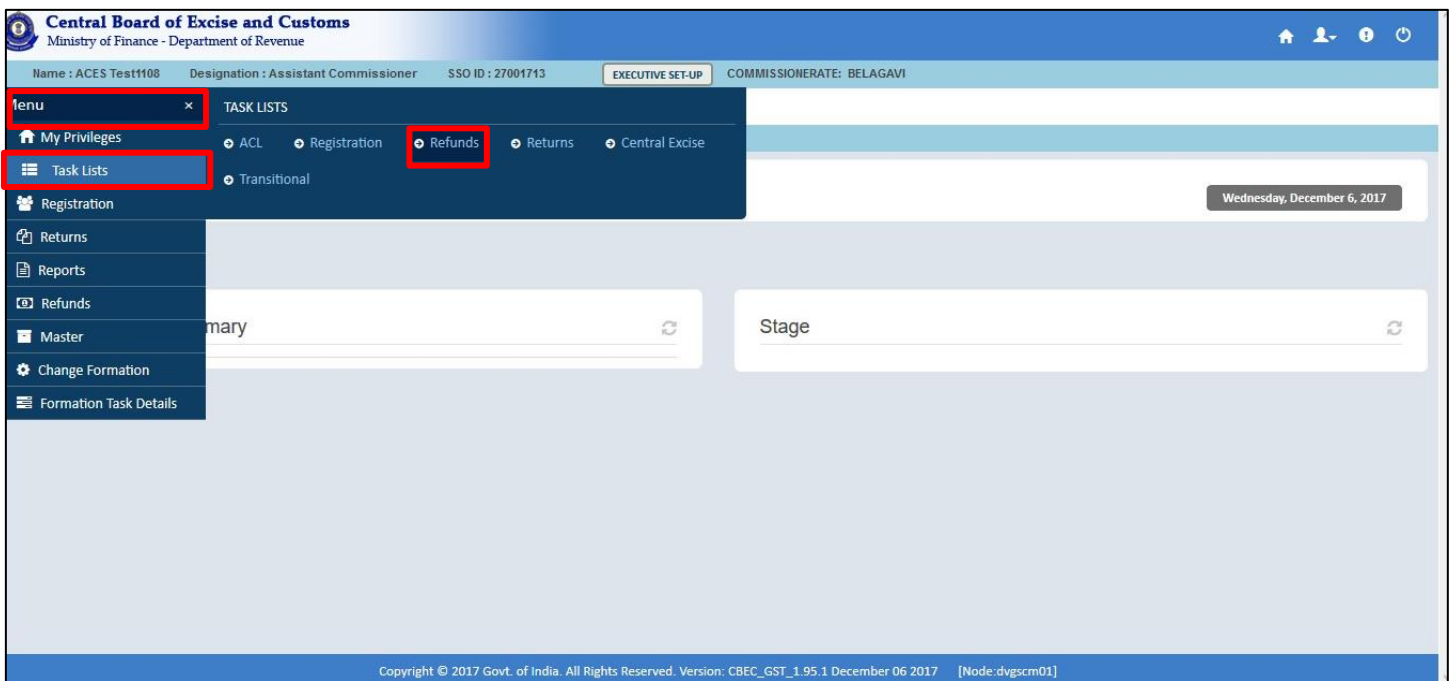 Central Board of Excise and Customs
Ministry of Finance - Department of Revenue
Name : ACES Test1108 Designation : Assistant Commissioner SSO ID : 27001713 EXECUTIVE SET-UP COMMISSIONERATE: BELAGAVI
lenu × TASK LISTS
My Privileges
ACL Registration Refunds Returns Central Excise
Task Lists
Transitional
Registration
Wednesday, December 6, 2017
Returns
Reports
Refunds
mary Stage
Master
Change Formation
Formation Task Details
Copyright © 2017 Govt. of India. All Rights Reserved. Version: CBEC_GST_1.95.1 December 06 2017 [Node:dvgscm01]